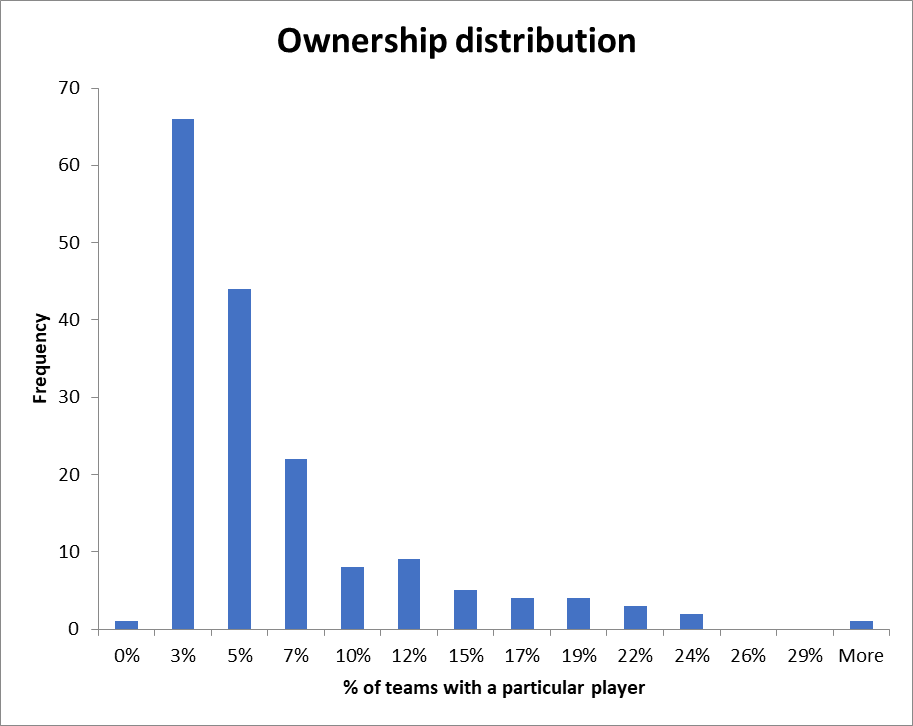 Ownership distribution
70
60
50
40
30
20
10
0
Frequency
0% 3% 5% 7% 10% 12% 15% 17% 19% 22% 24% 26% 29% More
% of teams with a particular player